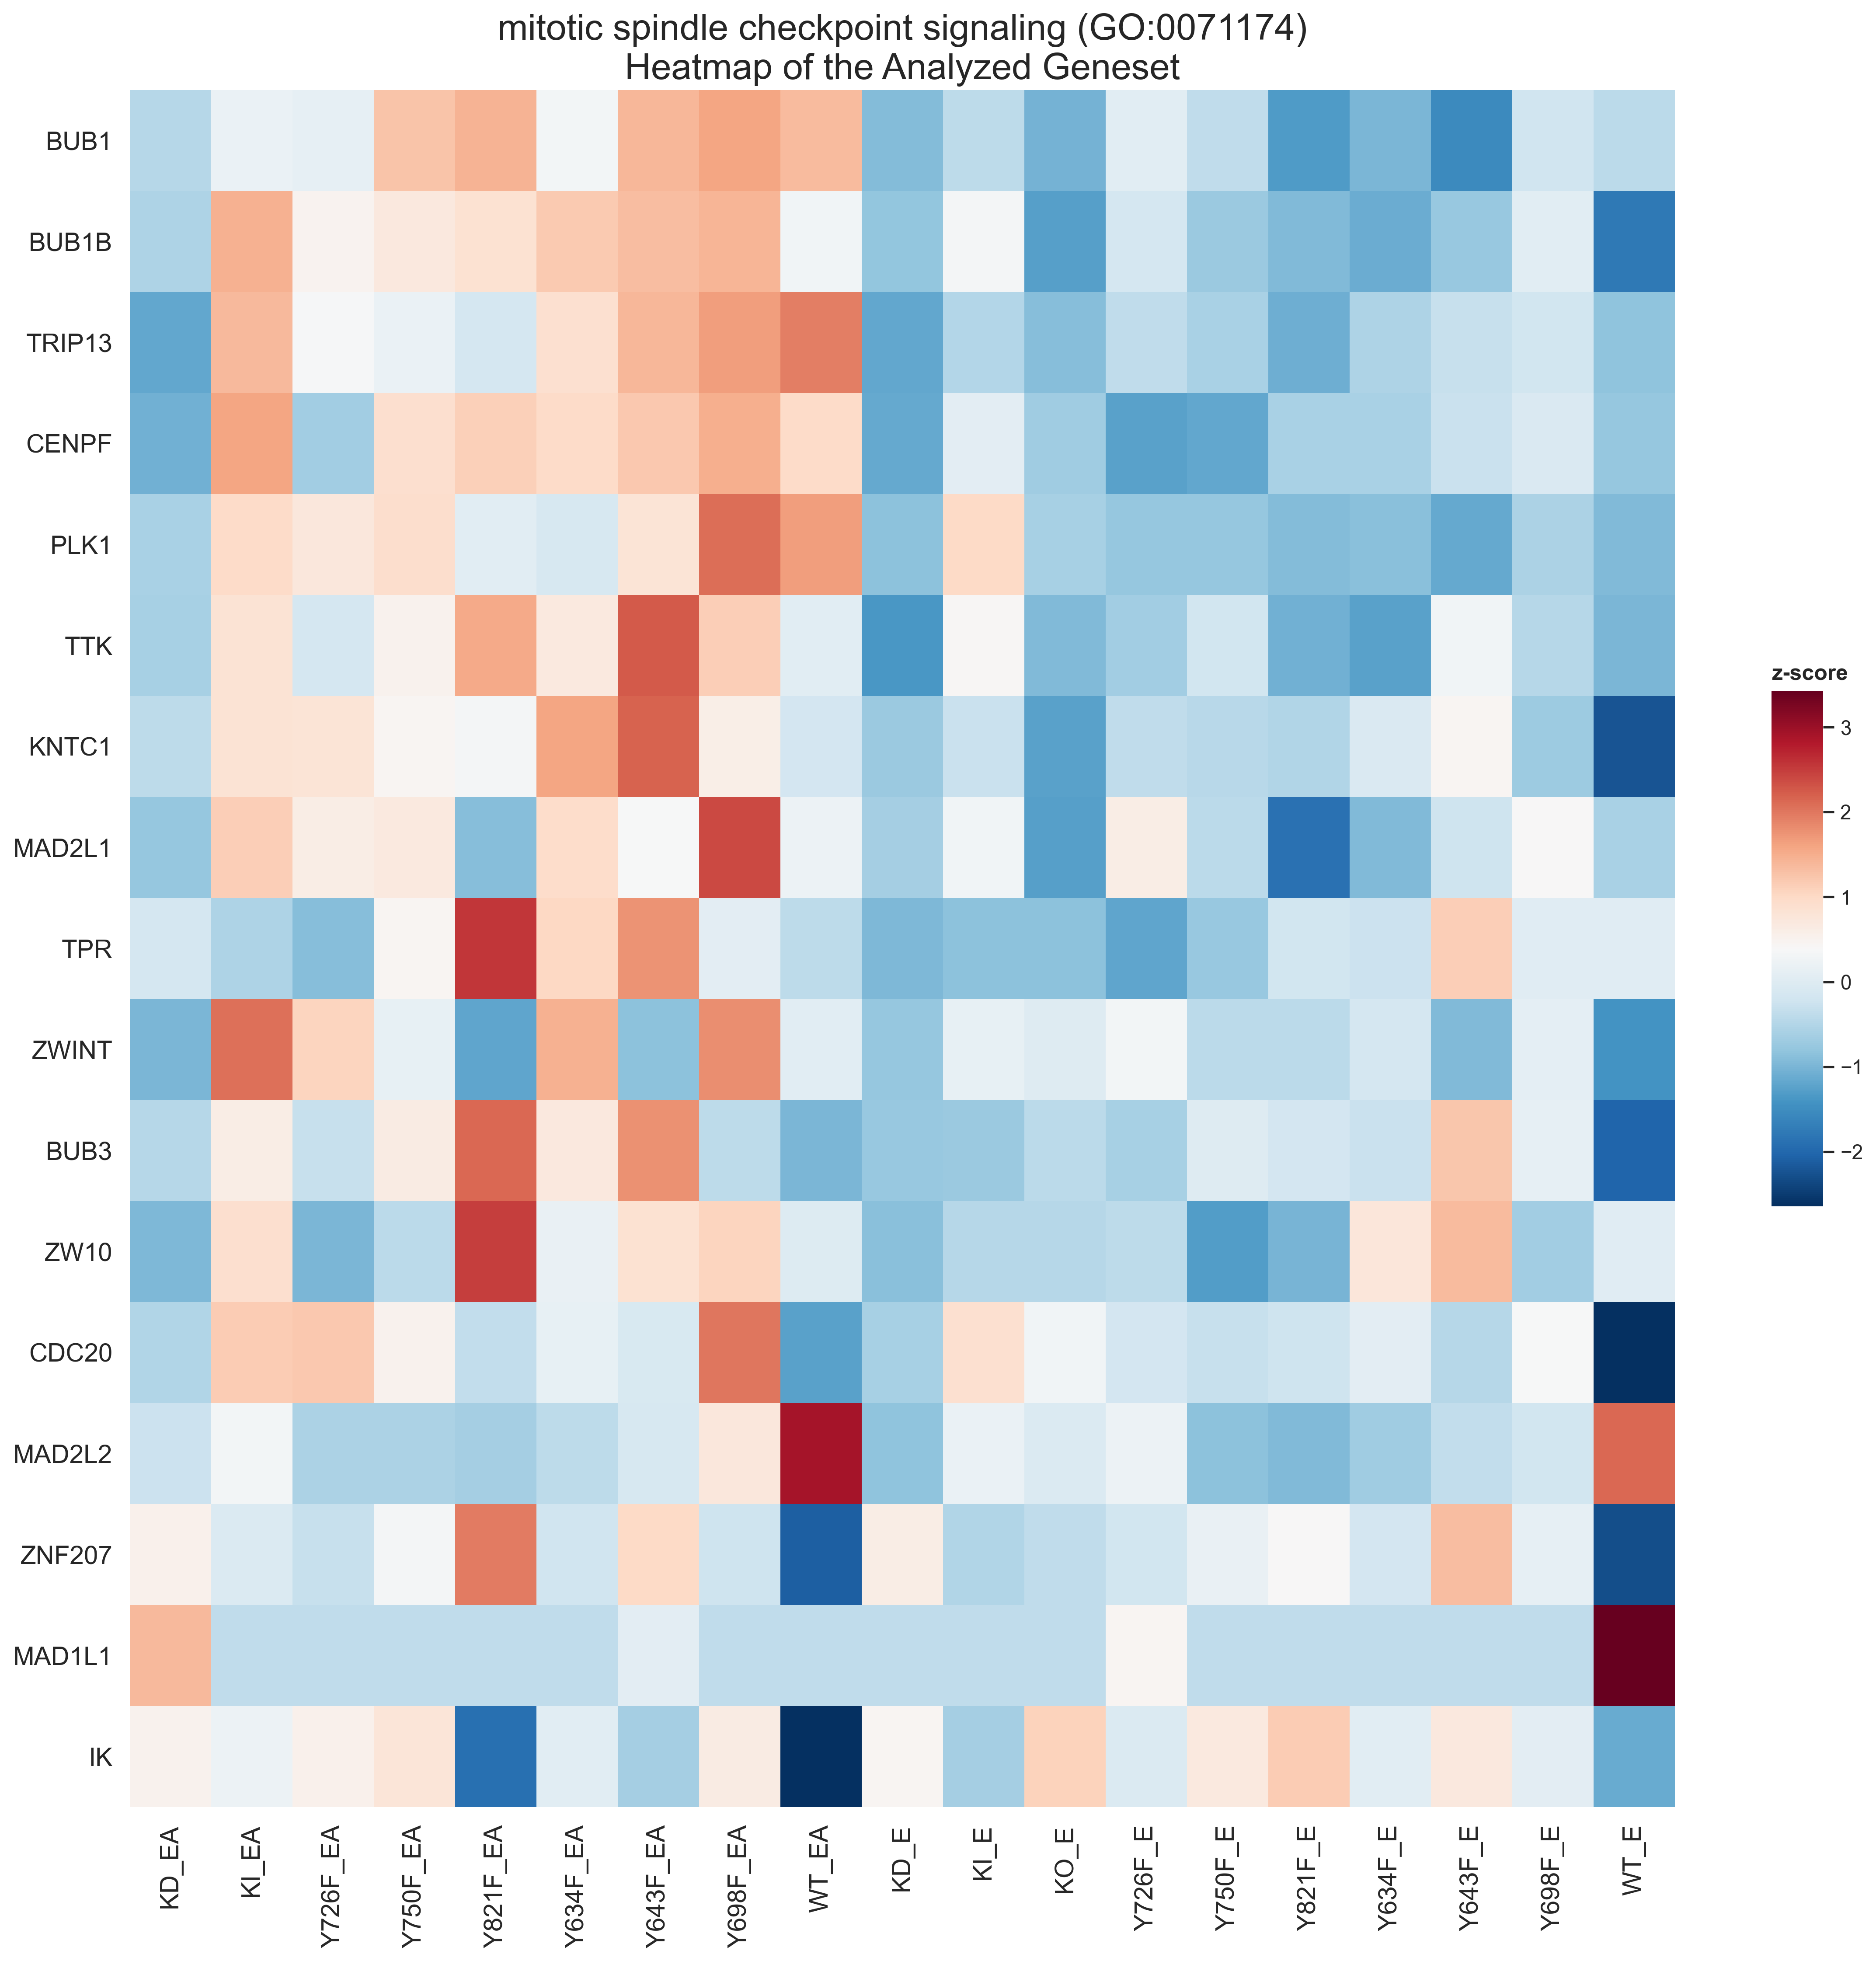 mitotic spindle checkpoint signaling (GO:0071174)
Heatmap of the Analyzed Geneset
BUB1
BUB1B
TRIP13
CENPF
PLK1
TTK
KNTC1
MAD2L1
TPR
ZWINT
BUB3
ZW10
CDC20
MAD2L2
ZNF207
MAD1L1
IK
z-score
3
2
1
0
−1
−2
KD_EA
KI_EA
Y726F_EA
Y750F_EA
Y821F_EA
Y634F_EA
Y643F_EA
Y698F_EA
WT_EA
KD_E
KI_E
KO_E
Y726F_E
Y750F_E
Y821F_E
Y634F_E
Y643F_E
Y698F_E
WT_E